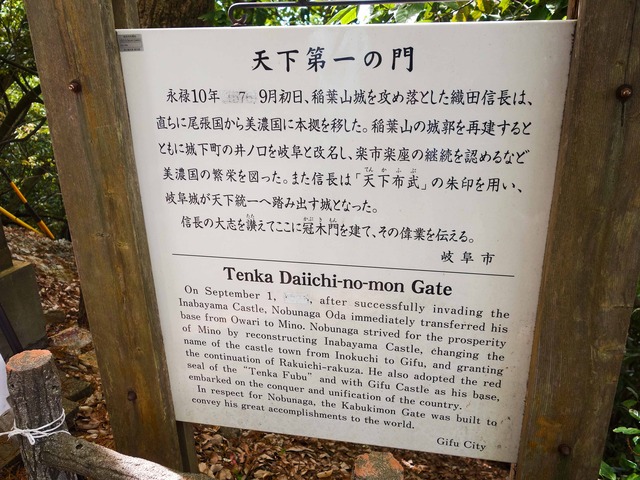 天下第一の門
永禄10年 7 9月初日、稲葉山城を攻め落とした織田信長は、
直ちに尾張国から美濃国に本拠を移した。稲葉山の城郭を再建すると
ともに城下町の井ノ口を岐阜と改名し、楽市楽座の継続を認めるなど
美濃国の繁栄を図った。また信長は「天下布武」の朱印を用い、
岐阜城が天下統一へ踏み出す城となった。
信長の大志を讃えてここに冠木門を建て、その偉業を伝える。
岐阜市
Tenka Daiichi-no-mon Gate
On September 1, , after successfully invading the
Inabayama Castle, Nobunaga Oda immediately transferred his
base from Owari to Mino. Nobunaga strived for the prosperity
of Mino by reconstructing Inabayama Castle, changing the
name of the castle town from Inokuchi to Gifu, and granting
the continuation of Rakuichi-rakuza. He also adopted the red
seal of the "Tenka Fubu" and with Gifu Castle as his base,
embarked on the conquer and unification of the country.
In respect for Nobunaga, the Kabukimon Gate was built to
convey his great accomplishments to the world.
Gifu City